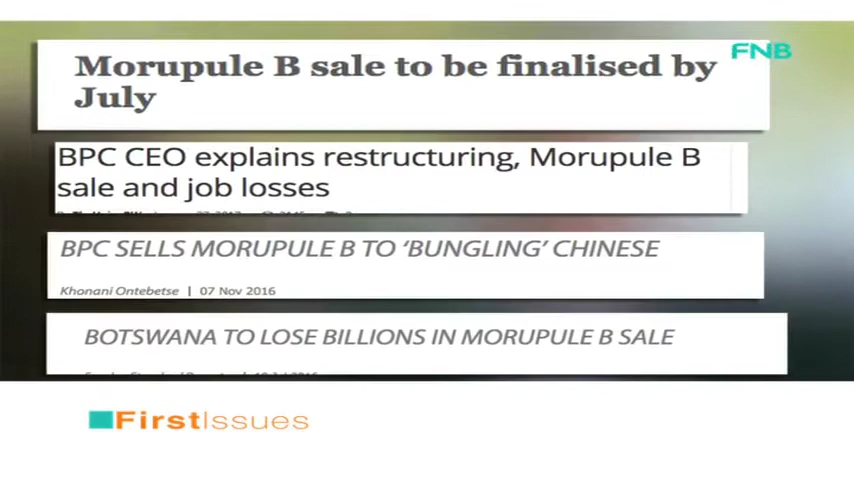 FNB
Morupule B sale to be finalised by
July
BPC CEO explains restructuring, Morupule B
sale and job losses
BPC SELLS MORUPULE B TO ‘BUNGLING’ CHINESE
Khonani Ontebetse | 07 Nov 2016
BOTSWANA TO LOSE BILLIONS IN MORUPULE B SALE
FirstIssues